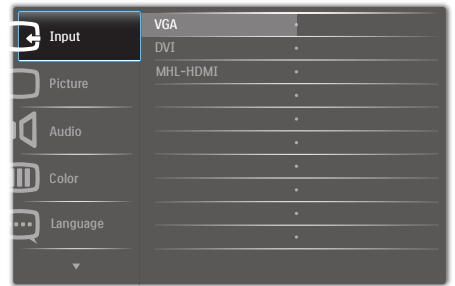 Input
Picture
Audio
Color
Language
VGA
DVI
MHL-HDMI